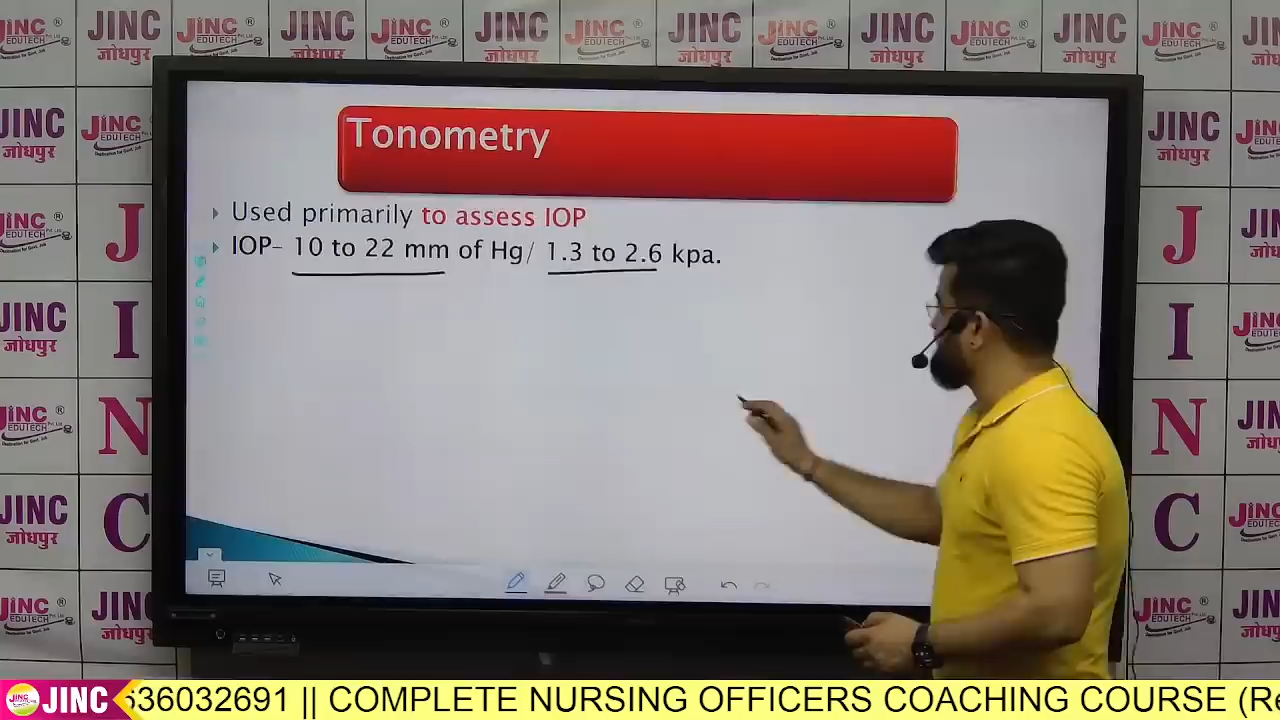 Tonometry
Used primarily to assess IOP
IOP- 10 to 22 mm of Hg/ 1.3 to 2.6 kpa.
JINC
जोधपुर
JINC
EDUTECH
J
I
N
C
J
I
N
C
JINC 636032691 || COMPLETE NURSING OFFICERS COACHING COURSE (Re